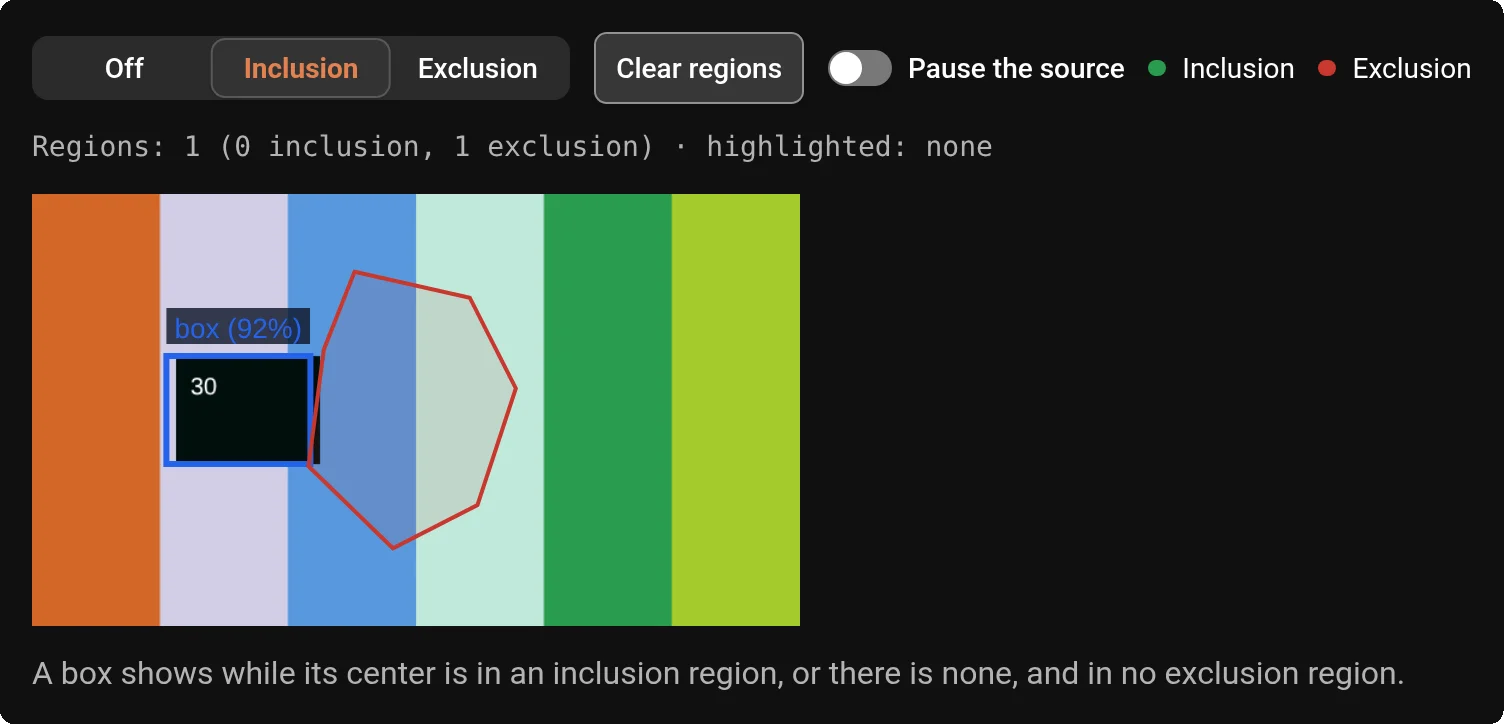 Off Inclusion Exclusion Clear regions Pause the source Inclusion Exclusion
Regions: 1 (0 inclusion, 1 exclusion) · highlighted: none
box (92%)
30
A box shows while its center is in an inclusion region, or there is none, and in no exclusion region.